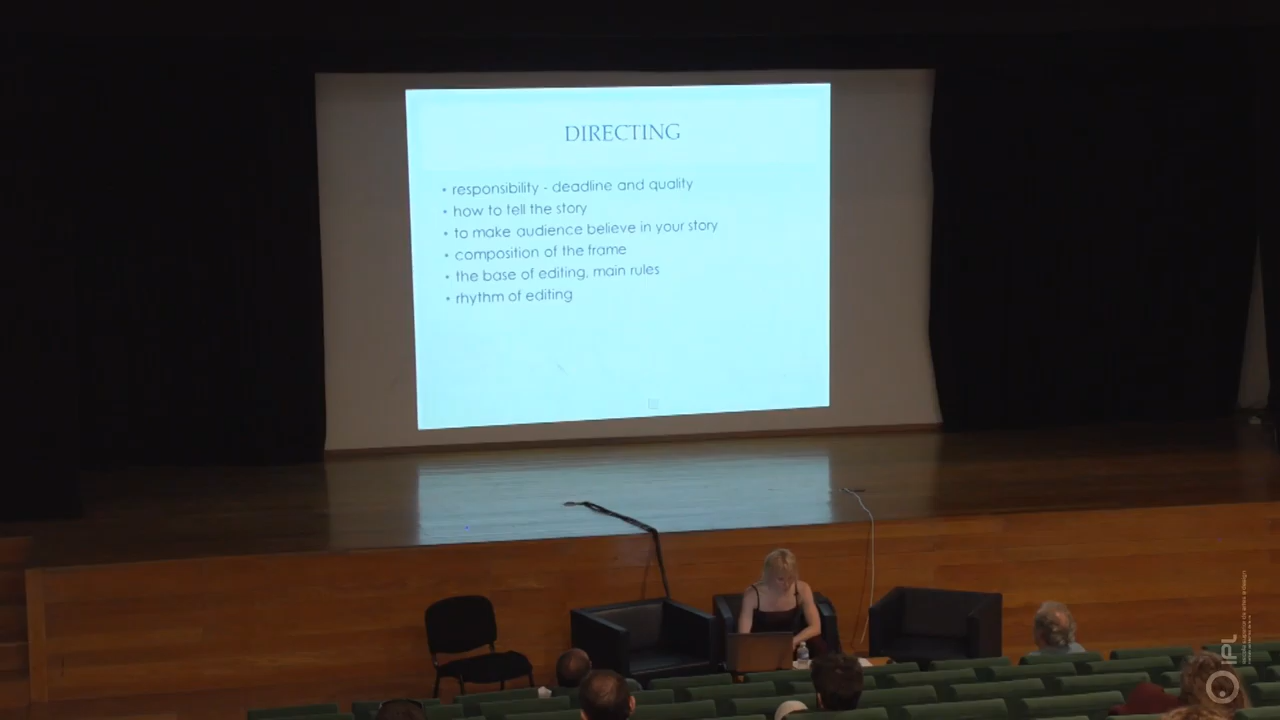 DIRECTING
• responsibility - deadline and quality
• how to tell the story
• to make audience believe in your story
• composition of the frame
• the base of editing, main rules
• rhythm of editing
IPL